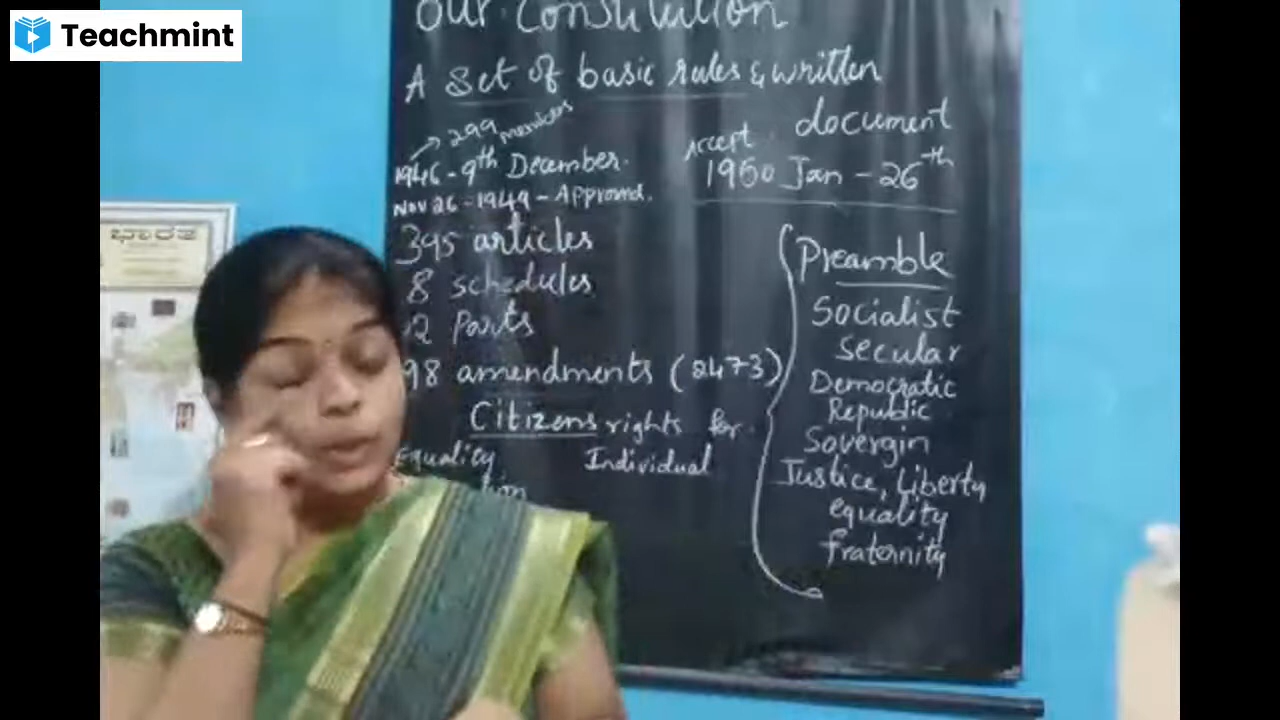 Teachmint
Our Constitution
A set of basic rules & written
document
299 members
1946 - 9th December.
Accept
1950 Jan - 26th
Nov 26 - 1949 - Approved.
395 articles
8 schedules
2 Parts
98 amendments (2473)
Citizens rights for
Equality Individual
Preamble
Socialist
Secular
Democratic
Republic
Sovergin
Justice, Liberty
equality
fraternity
ಭಾರತ